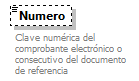 Numero
Clave numérica del
comprobante electrónico o
consecutivo del documento
de referencia